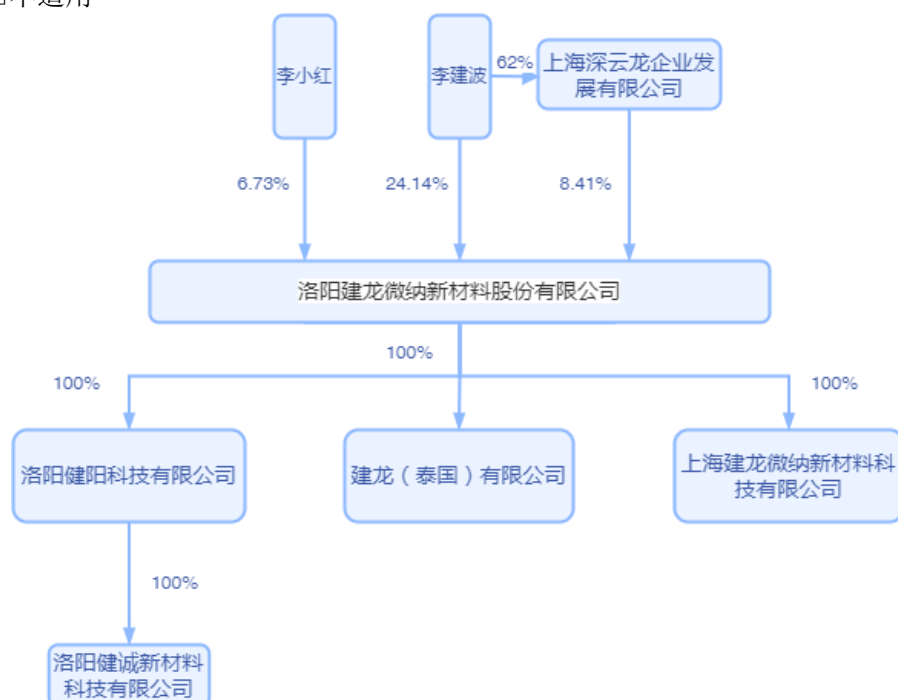 不适用
李小红
李建波
62%
上海深云龙企业发
展有限公司
6.73%
24.14%
8.41%
洛阳建龙微纳新材料股份有限公司
100%
100%
100%
洛阳健阳科技有限公司
建龙（泰国）有限公司
上海建龙微纳新材料科
技有限公司
100%
洛阳健诚新材料
科技有限公司